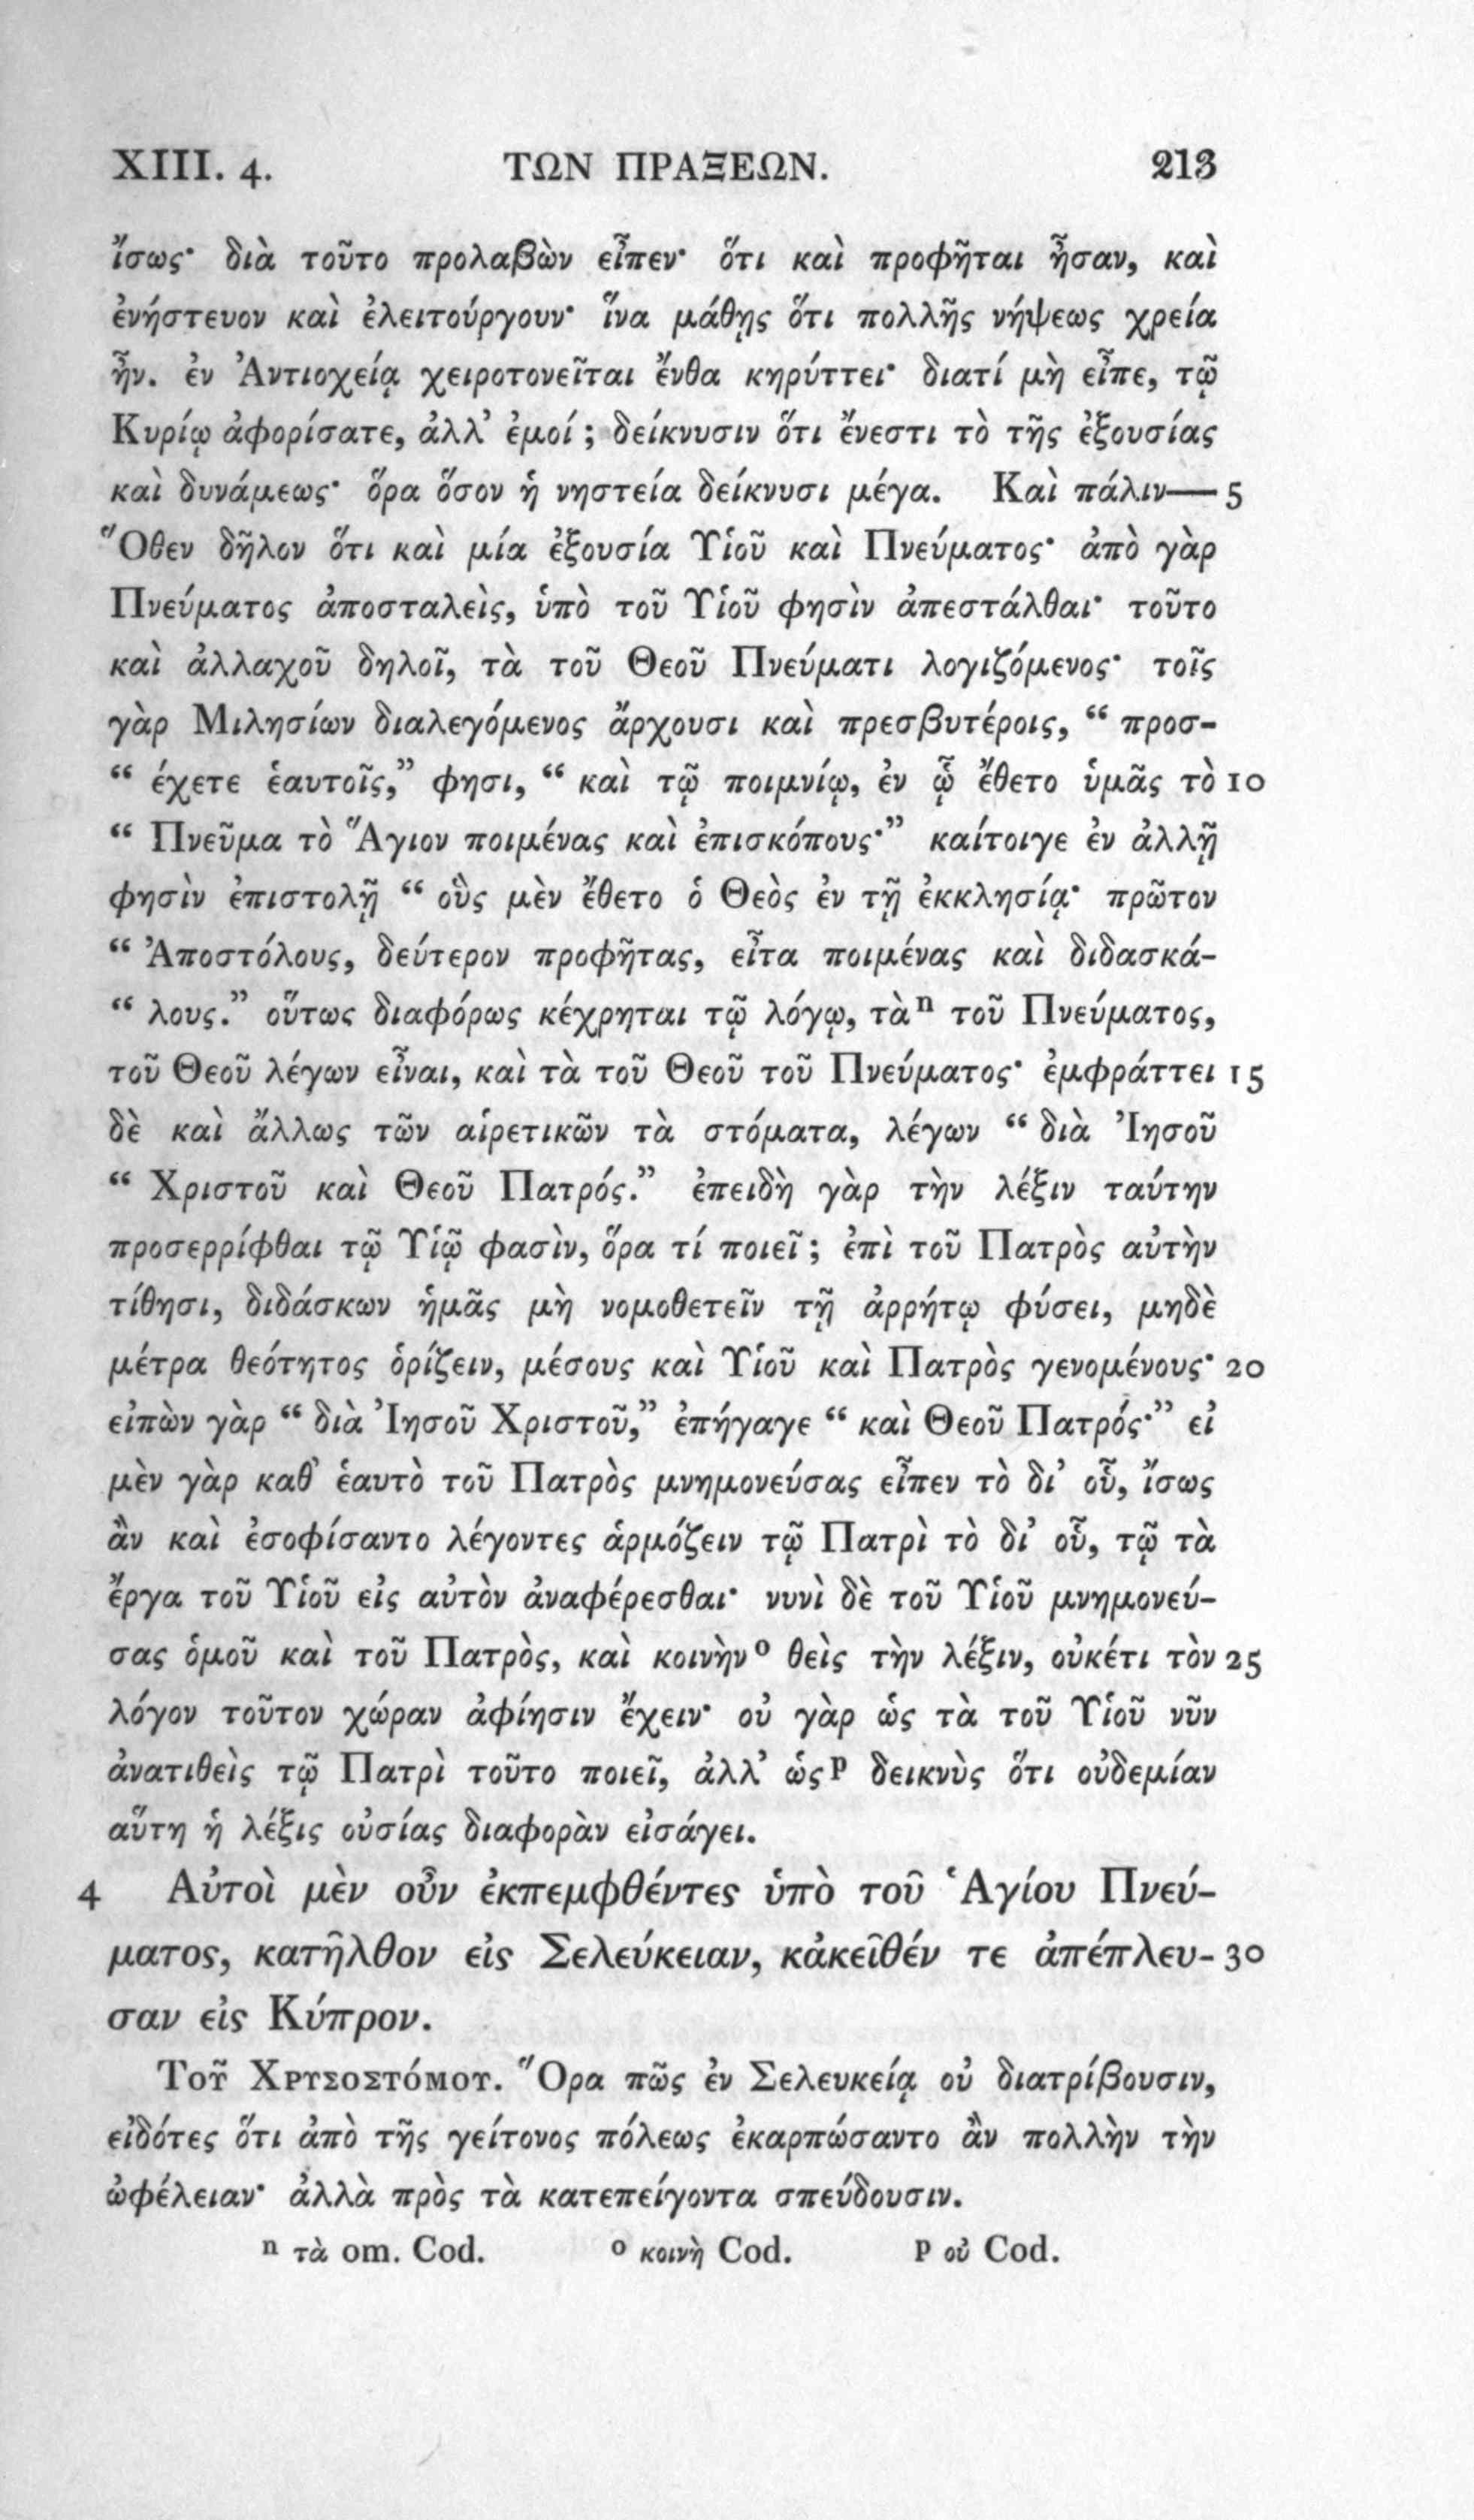 XIII. 4. ΤΩΝ ΠΡΑΞΕΩΝ. 213
ἴσως· διὰ τοῦτο προλαβὼν εἶπεν· ὅτι καὶ προφῆται ἦσαν, καὶ
ἐνήστευον καὶ ἐλειτούργουν· ἵνα μάθῃς ὅτι πολλῆς νήψεως χρεία
ἦν. ἐν Ἀντιοχείᾳ χειροτονεῖται ἔνθα κηρύττει· διατί μὴ εἶπε, τῷ
Κυρίῳ ἀφορίσατε, ἀλλ’ ἐμοί ; δείκνυσιν ὅτι ἔνεστι τὸ τῆς ἐξουσίας
καὶ δυνάμεως· ὅρα ὅσον ἡ νηστεία δείκνυσι μέγα. Καὶ πάλιν— 5
Ὅθεν δῆλον ὅτι καὶ μία ἐξουσία Υἱοῦ καὶ Πνεύματος· ἀπὸ γὰρ
Πνεύματος ἀποσταλεὶς, ὑπὸ τοῦ Υἱοῦ φησὶν ἀπεστάλθαι· τοῦτο
καὶ ἀλλαχοῦ δηλοῖ, τὰ τοῦ Θεοῦ Πνεύματι λογιζόμενος· τοῖς
γὰρ Μιλησίων διαλεγόμενος ἄρχουσι καὶ πρεσβυτέροις, “ προσ-
“ έχετε ἑαυτοῖς,” φησι, “ καὶ τῷ ποιμνίῳ, ἐν ᾧ ἔθετο ὑμᾶς τὸ 10
“ Πνεῦμα τὸ Ἅγιον ποιμένας καὶ ἐπισκόπους·” καίτοιγε ἐν ἀλλῇ
φησὶν ἐπιστολῇ “ οὓς μὲν ἔθετο ὁ Θεὸς ἐν τῇ ἐκκλησίᾳ· πρῶτον
“ Ἀποστόλους, δεύτερον προφῆτας, εἶτα ποιμένας καὶ διδασκά-
“ λους.” οὕτως διαφόρως κέχρηται τῷ λόγῳ, τὰⁿ τοῦ Πνεύματος,
τοῦ Θεοῦ λέγων εἶναι, καὶ τὰ τοῦ Θεοῦ τοῦ Πνεύματος· ἐμφράττει 15
δὲ καὶ ἄλλως τῶν αἱρετικῶν τὰ στόματα, λέγων “ διὰ Ἰησοῦ
“ Χριστοῦ καὶ Θεοῦ Πατρός.” ἐπειδὴ γὰρ τὴν λέξιν ταύτην
προσερρίφθαι τῷ Υἱῷ φασὶν, ὅρα τί ποιεῖ ; ἐπὶ τοῦ Πατρὸς αὐτὴν
τίθησι, διδάσκων ἡμᾶς μὴ νομοθετεῖν τῇ ἀρρήτῳ φύσει, μηδὲ
μέτρα θεότητος ὁρίζειν, μέσους καὶ Υἱοῦ καὶ Πατρὸς γενομένους· 20
εἰπὼν γὰρ “ διὰ Ἰησοῦ Χριστοῦ,” ἐπήγαγε “ καὶ Θεοῦ Πατρός·” εἰ
μὲν γὰρ καθ’ ἑαυτὸ τοῦ Πατρὸς μνημονεύσας εἶπεν τὸ δι’ οὗ, ἴσως
ἂν καὶ ἐσοφίσαντο λέγοντες ἁρμόζειν τῷ Πατρὶ τὸ δι’ οὗ, τῷ τὰ
ἔργα τοῦ Υἱοῦ εἰς αὐτὸν ἀναφέρεσθαι· νυνὶ δὲ τοῦ Υἱοῦ μνημονεύ-
σας ὁμοῦ καὶ τοῦ Πατρὸς, καὶ κοινὴνº θεὶς τὴν λέξιν, οὐκέτι τὸν 25
λόγον τοῦτον χώραν ἀφίησιν ἔχειν· οὐ γὰρ ὡς τὰ τοῦ Υἱοῦ νῦν
ἀνατιθεὶς τῷ Πατρὶ τοῦτο ποιεῖ, ἀλλ’ ὡςᵖ δεικνὺς ὅτι οὐδεμίαν
αὕτη ἡ λέξις οὐσίας διαφορὰν εἰσάγει.
4 Αὐτοὶ μὲν οὖν ἐκπεμφθέντες ὑπὸ τοῦ Ἁγίου Πνεύ-
ματος, κατῆλθον εἰς Σελεύκειαν, κἀκεῖθέν τε ἀπέπλευ- 30
σαν εἰς Κύπρον.
Τοῦ Χρυσοστόμου. Ὅρα πῶς ἐν Σελευκείᾳ οὐ διατρίβουσιν,
εἰδότες ὅτι ἀπὸ τῆς γείτονος πόλεως ἐκαρπώσαντο ἂν πολλὴν τὴν
ὠφέλειαν· ἀλλὰ πρὸς τὰ κατεπείγοντα σπεύδουσιν.
ⁿ τὰ om. Cod. º κοινὴ Cod. ᵖ οὐ Cod.